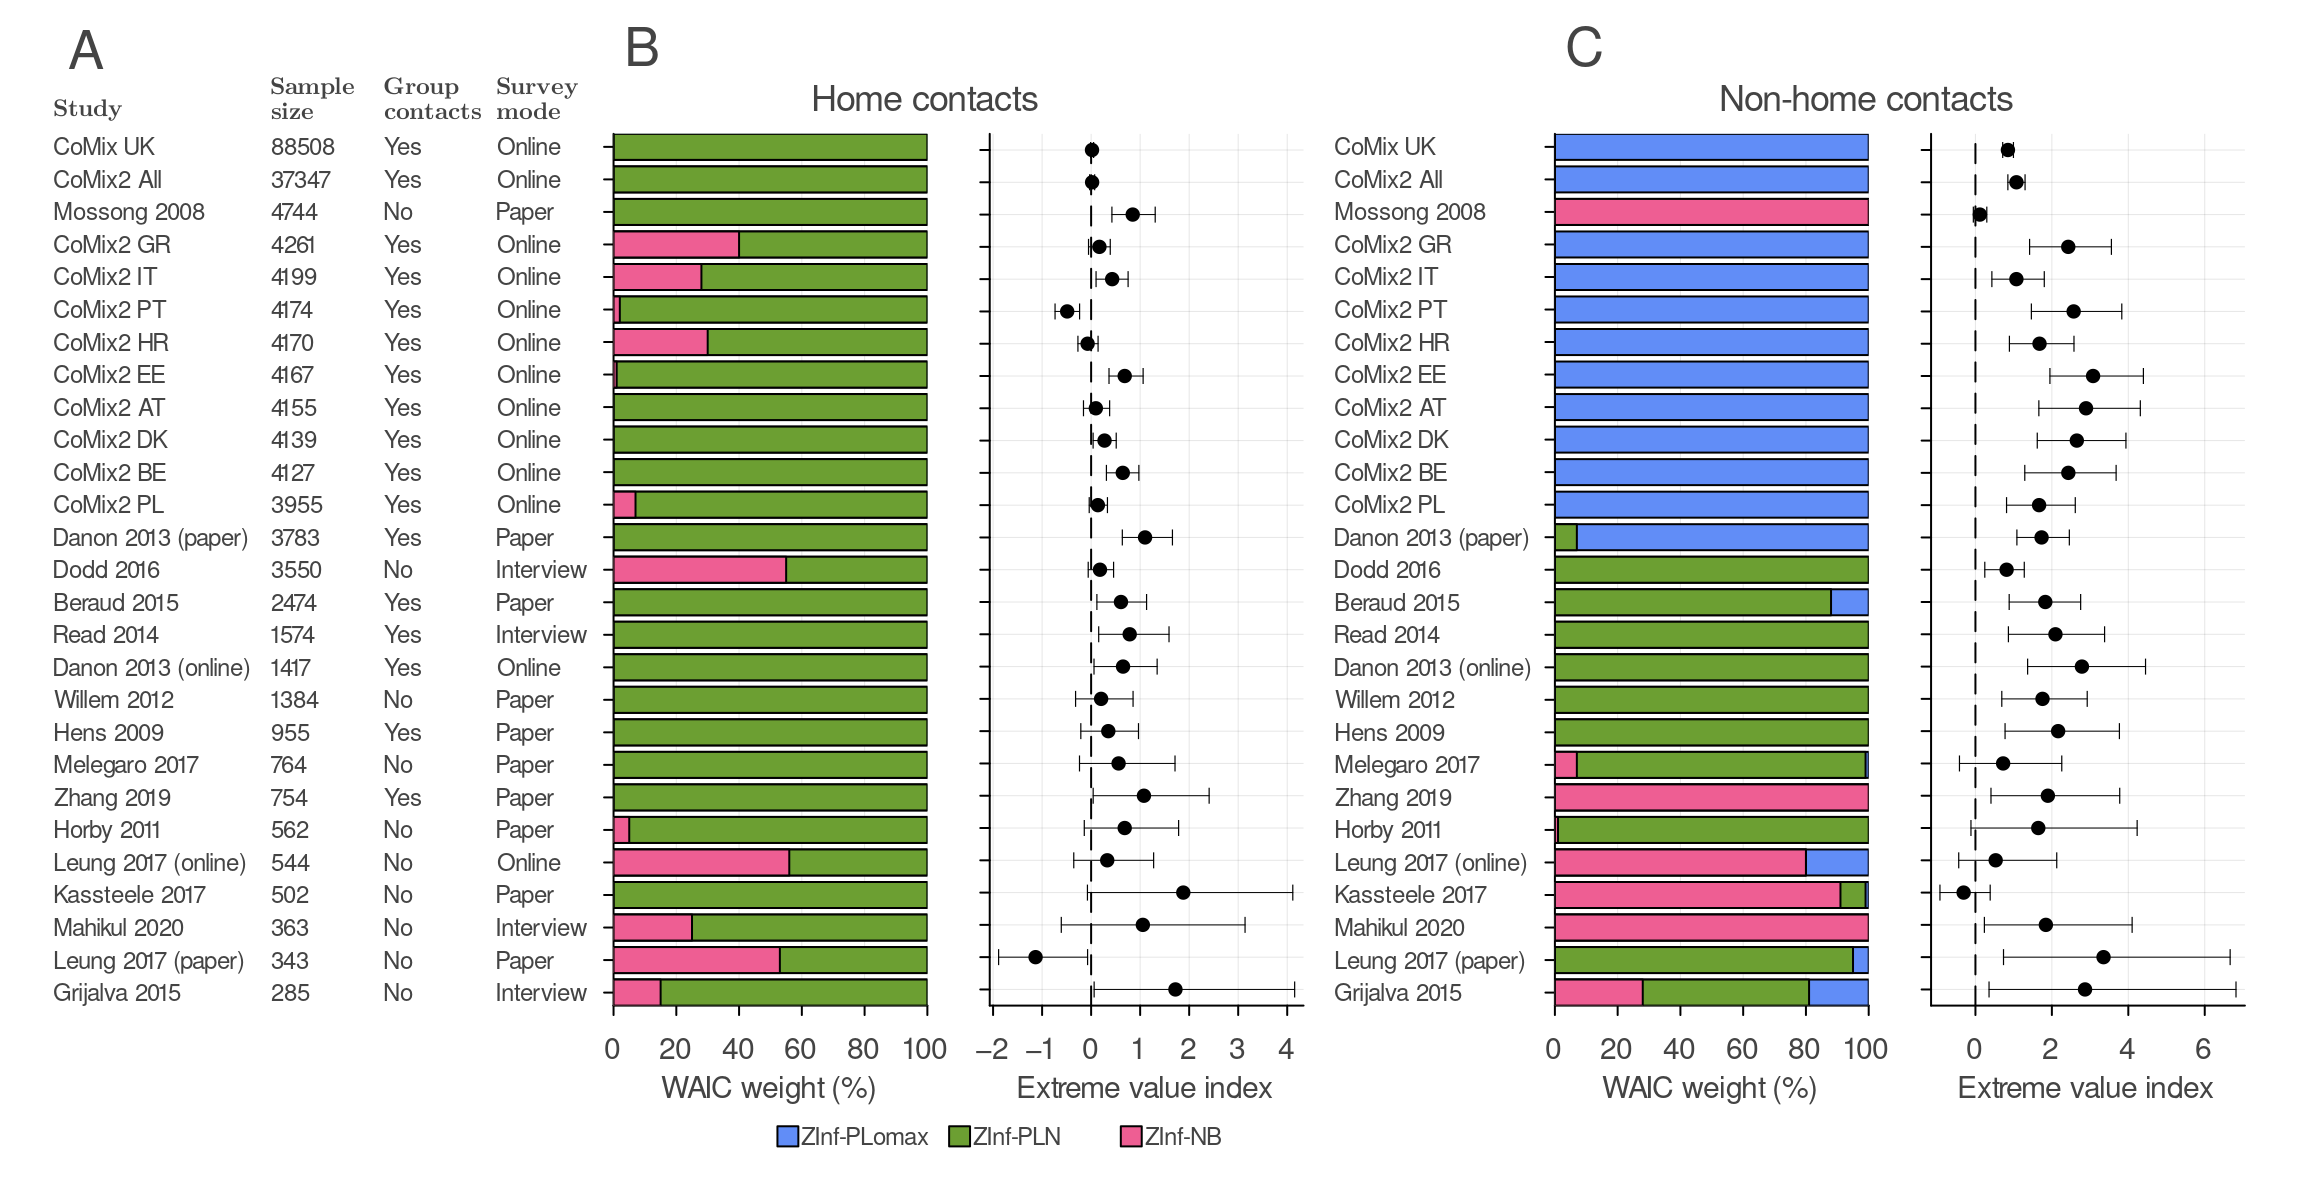 A
B
C
Study Sample size Group contacts Survey mode
Home contacts
Non-home contacts
CoMix UK 88508 Yes Online CoMix UK
CoMix2 All 37347 Yes Online CoMix2 All
Mossong 2008 4744 No Paper Mossong 2008
CoMix2 GR 4261 Yes Online CoMix2 GR
CoMix2 IT 4199 Yes Online CoMix2 IT
CoMix2 PT 4174 Yes Online CoMix2 PT
CoMix2 HR 4170 Yes Online CoMix2 HR
CoMix2 EE 4167 Yes Online CoMix2 EE
CoMix2 AT 4155 Yes Online CoMix2 AT
CoMix2 DK 4139 Yes Online CoMix2 DK
CoMix2 BE 4127 Yes Online CoMix2 BE
CoMix2 PL 3955 Yes Online CoMix2 PL
Danon 2013 (paper) 3783 Yes Paper Danon 2013 (paper)
Dodd 2016 3550 No Interview Dodd 2016
Beraud 2015 2474 Yes Paper Beraud 2015
Read 2014 1574 Yes Interview Read 2014
Danon 2013 (online) 1417 Yes Online Danon 2013 (online)
Willem 2012 1384 No Paper Willem 2012
Hens 2009 955 Yes Paper Hens 2009
Melegaro 2017 764 No Paper Melegaro 2017
Zhang 2019 754 Yes Paper Zhang 2019
Horby 2011 562 No Paper Horby 2011
Leung 2017 (online) 544 No Online Leung 2017 (online)
Kassteele 2017 502 No Paper Kassteele 2017
Mahikul 2020 363 No Interview Mahikul 2020
Leung 2017 (paper) 343 No Paper Leung 2017 (paper)
Grijalva 2015 285 No Interview Grijalva 2015
0 20 40 60 80 100 −2 −1 0 1 2 3 4 0 20 40 60 80 100 0 2 4 6
WAIC weight (%) Extreme value index WAIC weight (%) Extreme value index
ZInf-PLomax ZInf-PLN ZInf-NB